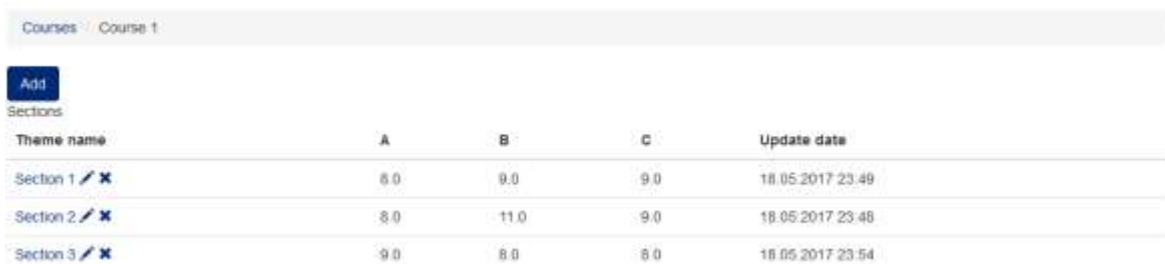 Courses / Course 1
Add
Sections
Theme name A B C Update date
Section 1 8.0 9.0 9.0 18.05.2017 23:49
Section 2 8.0 11.0 9.0 18.05.2017 23:48
Section 3 9.0 8.0 8.0 18.05.2017 23:54